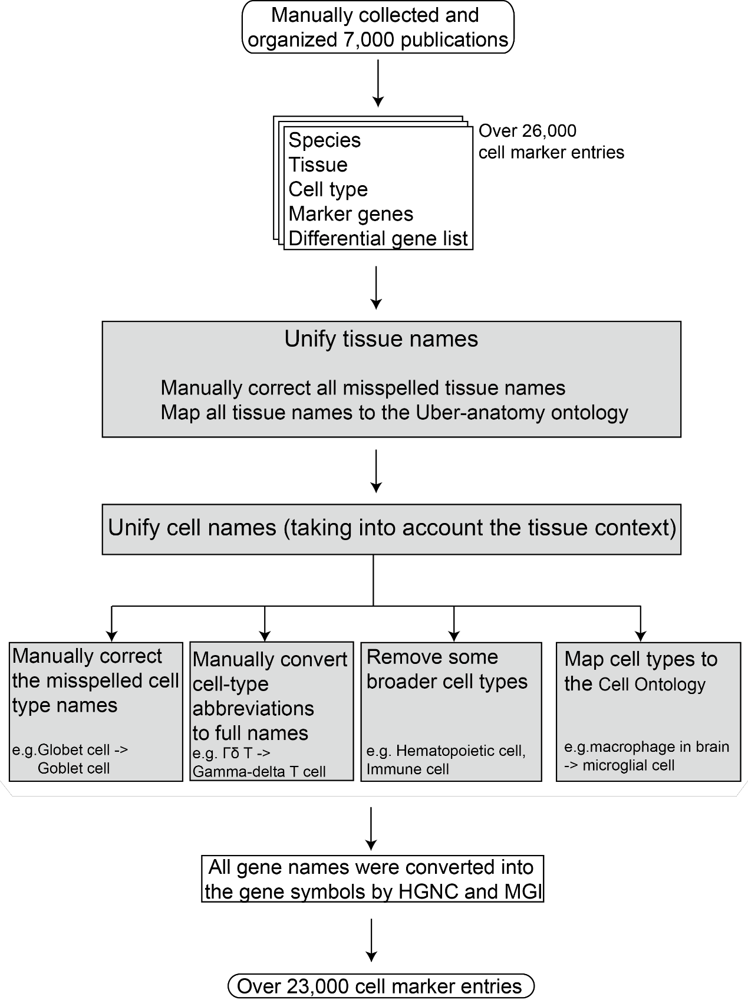 Manually collected and
organized 7,000 publications
Over 26,000
cell marker entries
Species
Tissue
Cell type
Marker genes
Differential gene list
Unify tissue names
Manually correct all misspelled tissue names
Map all tissue names to the Uber-anatomy ontology
Unify cell names (taking into account the tissue context)
Manually correct
the misspelled cell
type names
e.g.Globet cell ->
Goblet cell
Manually convert
cell-type
abbreviations
to full names
e.g. Γδ T ->
Gamma-delta T cell
Remove some
broader cell types
e.g. Hematopoietic cell,
Immune cell
Map cell types to
the Cell Ontology
e.g.macrophage in brain
-> microglial cell
All gene names were converted into
the gene symbols by HGNC and MGI
Over 23,000 cell marker entries